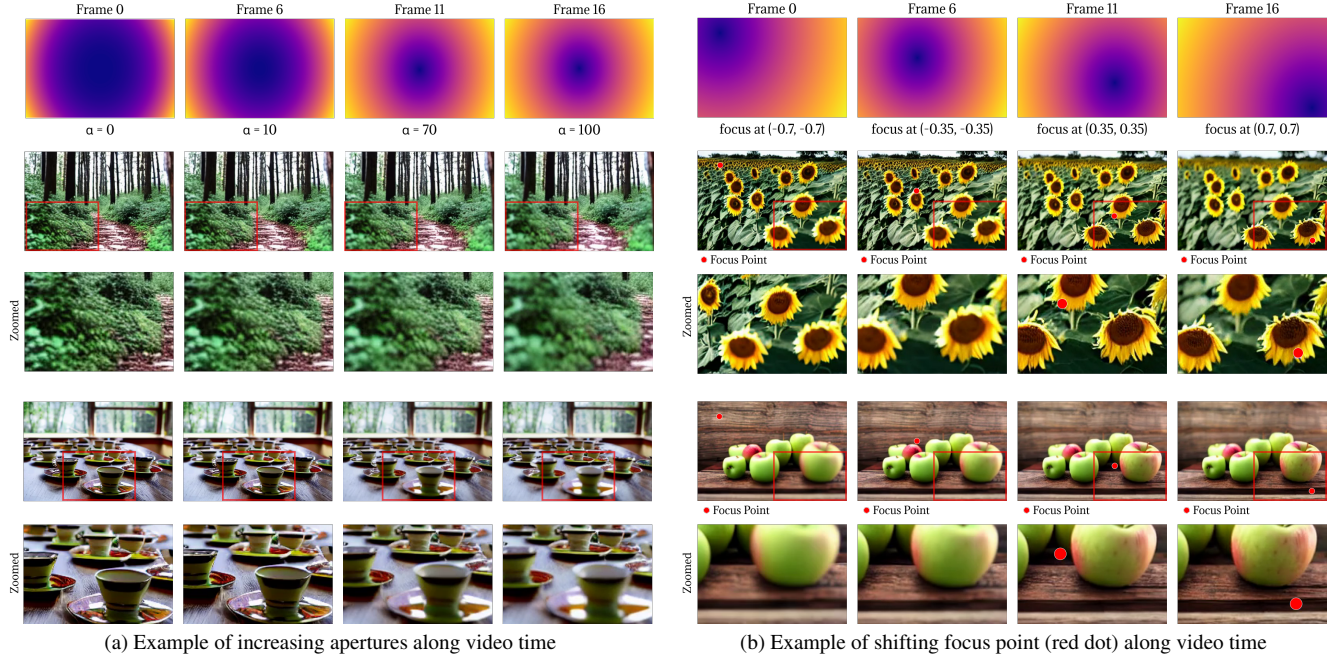 Frame 0 Frame 6 Frame 11 Frame 16
α = 0 α = 10 α = 70 α = 100
Zoomed
Zoomed
(a) Example of increasing apertures along video time
Frame 0 Frame 6 Frame 11 Frame 16
focus at (-0.7, -0.7) focus at (-0.35, -0.35) focus at (0.35, 0.35) focus at (0.7, 0.7)
Focus Point Focus Point Focus Point Focus Point
Zoomed
Focus Point Focus Point Focus Point Focus Point
Zoomed
(b) Example of shifting focus point (red dot) along video time